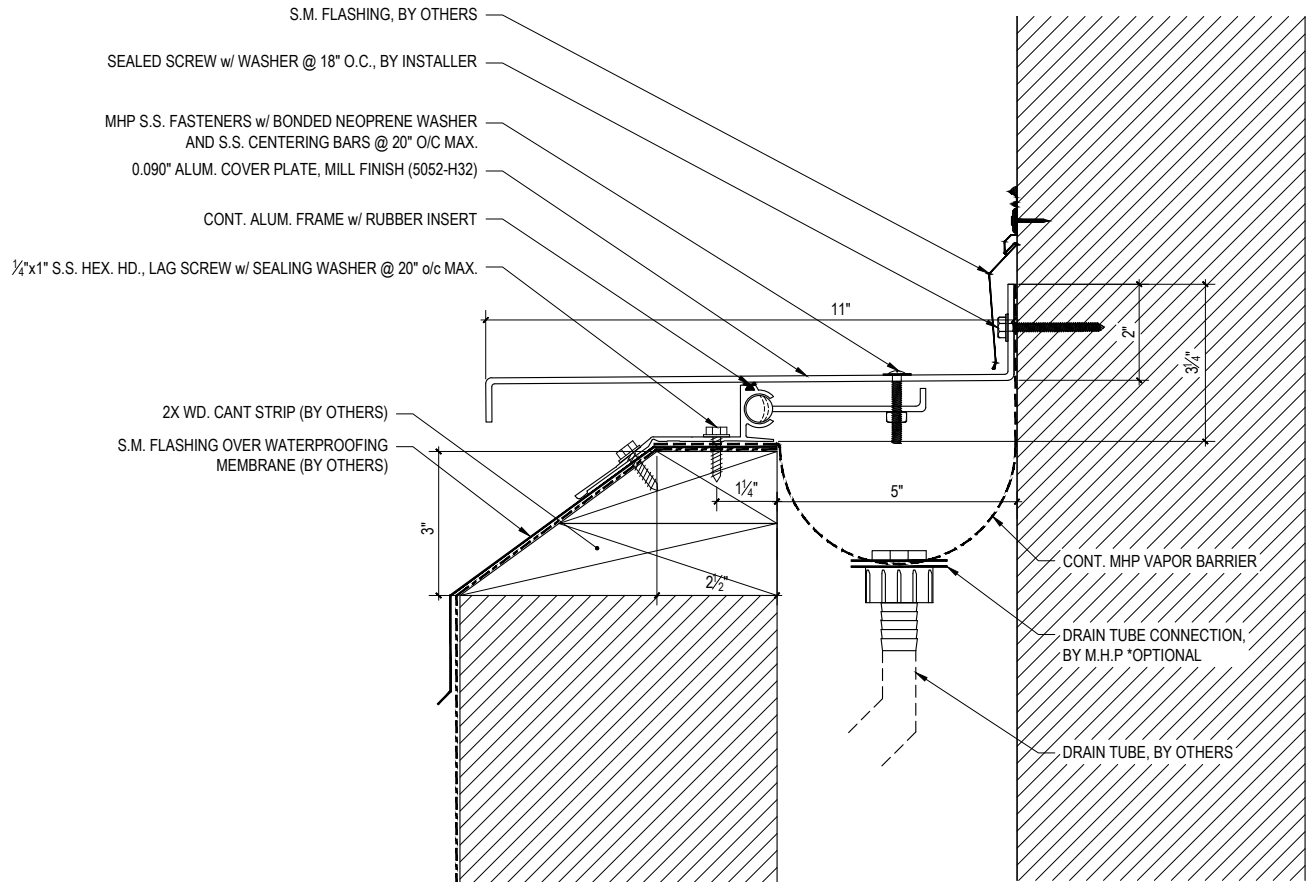 S.M. FLASHING, BY OTHERS
SEALED SCREW w/ WASHER @ 18" O.C., BY INSTALLER
MHP S.S. FASTENERS w/ BONDED NEOPRENE WASHER
AND S.S. CENTERING BARS @ 20" O/C MAX.
0.090" ALUM. COVER PLATE, MILL FINISH (5052-H32)
CONT. ALUM. FRAME w/ RUBBER INSERT
¼"x1" S.S. HEX. HD., LAG SCREW w/ SEALING WASHER @ 20" o/c MAX.
11"
2"
3¼"
2X WD. CANT STRIP (BY OTHERS)
S.M. FLASHING OVER WATERPROOFING
MEMBRANE (BY OTHERS)
1¼"
5"
3"
2½"
CONT. MHP VAPOR BARRIER
DRAIN TUBE CONNECTION,
BY M.H.P *OPTIONAL
DRAIN TUBE, BY OTHERS